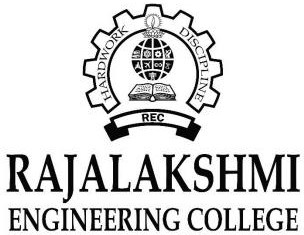 HARDWORK DISCIPLINE
REC
RAJALAKSHMI
ENGINEERING COLLEGE